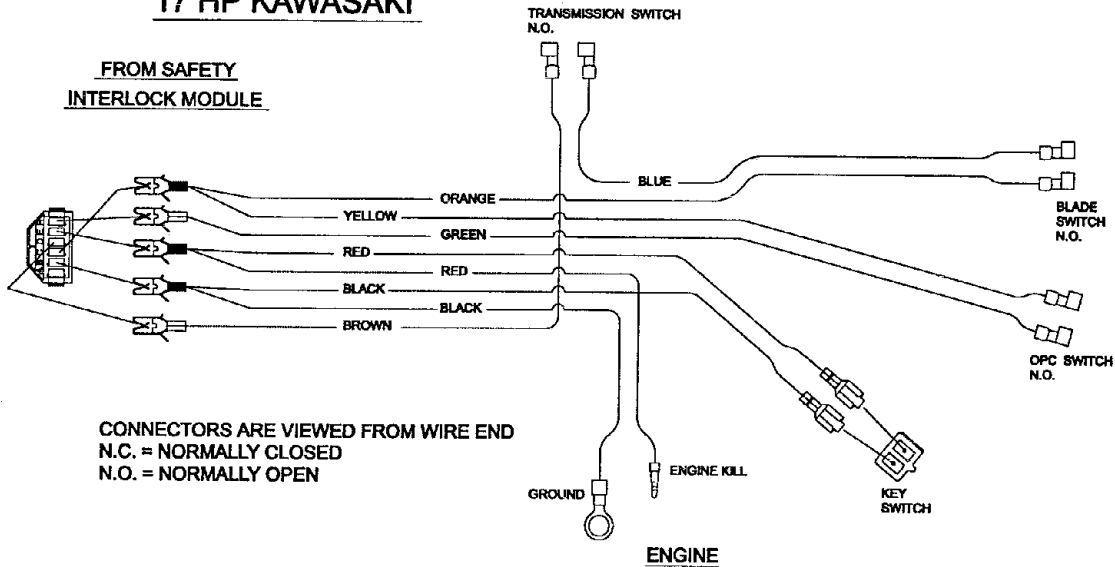 17 HP KAWASAKI
TRANSMISSION SWITCH
N.O.
FROM SAFETY
INTERLOCK MODULE
BLUE
ORANGE
YELLOW
GREEN
RED
RED
BLACK
BLACK
BROWN
BLADE
SWITCH
N.O.
OPC SWITCH
N.O.
CONNECTORS ARE VIEWED FROM WIRE END
N.C. = NORMALLY CLOSED
N.O. = NORMALLY OPEN
GROUND
ENGINE KILL
KEY
SWITCH
ENGINE